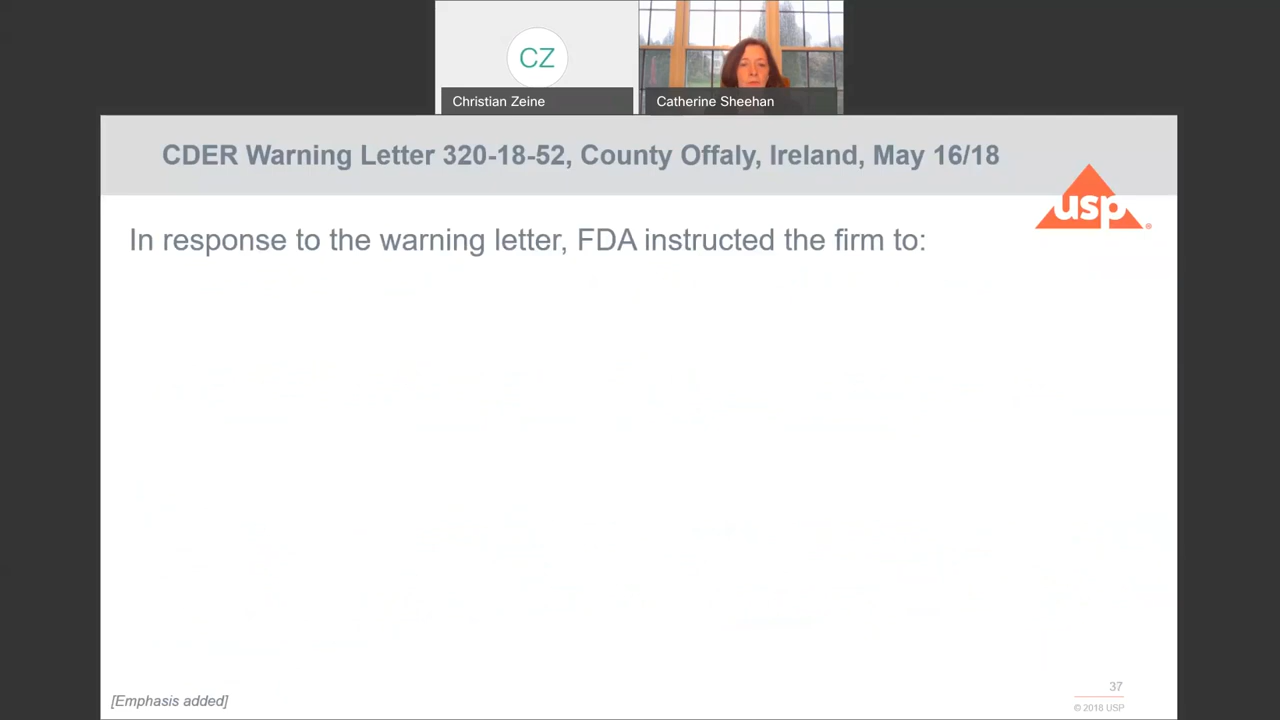 CZ
Christian Zeine
Catherine Sheehan
CDER Warning Letter 320-18-52, County Offaly, Ireland, May 16/18
usp
In response to the warning letter, FDA instructed the firm to:
37
[Emphasis added]
© 2018 USP